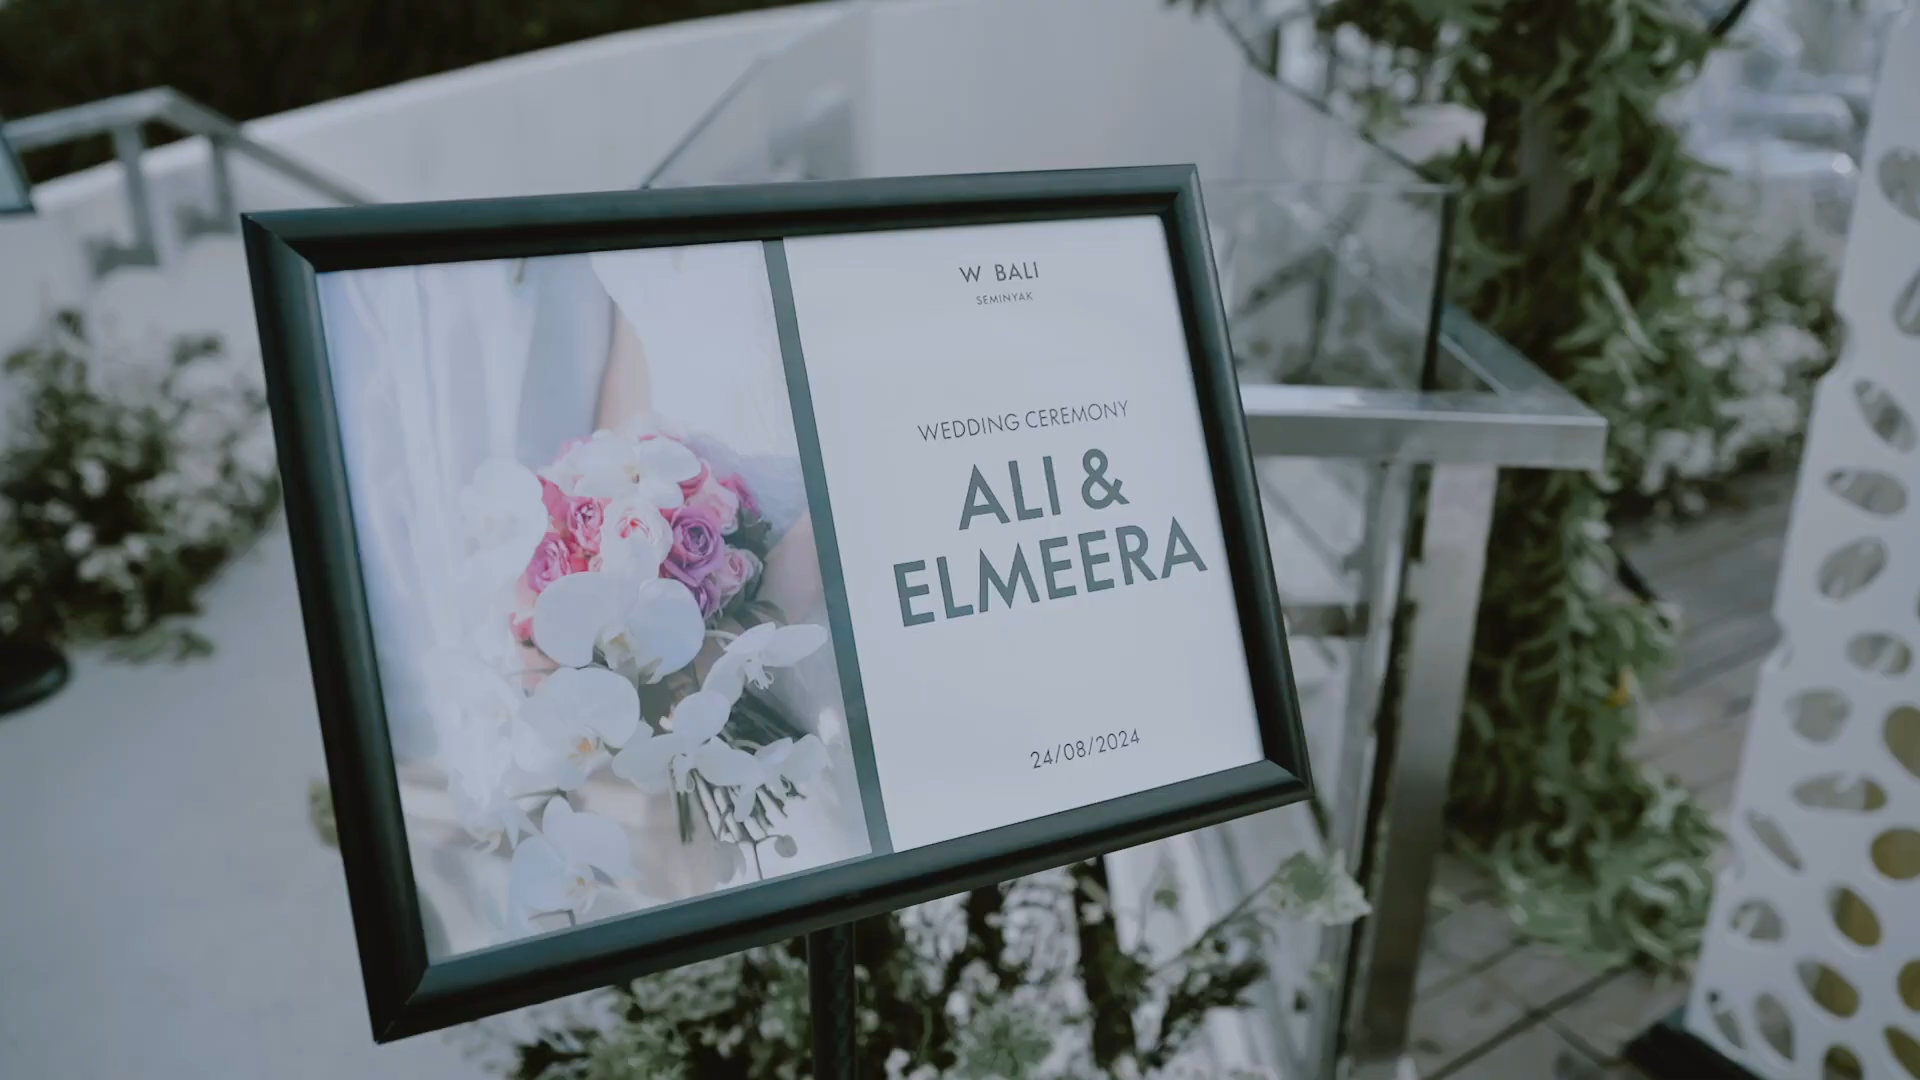 W BALI
SEMINYAK
WEDDING CEREMONY
ALI &
ELMEERA
24/08/2024